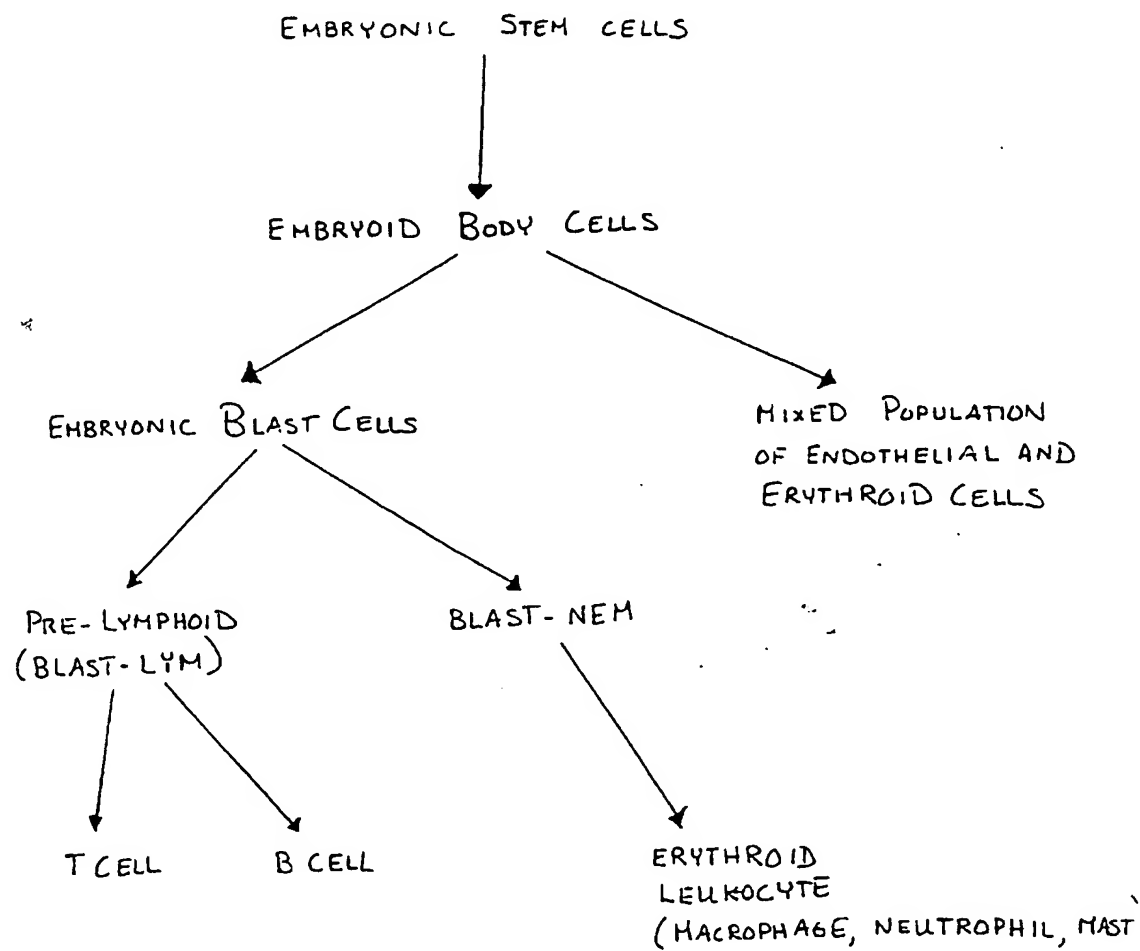 EMBRYONIC STEM CELLS
EMBRYOID BODY CELLS
EMBRYONIC BLAST CELLS
MIXED POPULATION
OF ENDOTHELIAL AND
ERYTHROID CELLS
PRE-LYMPHOID
(BLAST-LYM)
BLAST-NEM
T CELL
B CELL
ERYTHROID
LEUKOCYTE
(MACROPHAGE, NEUTROPHIL, MAST